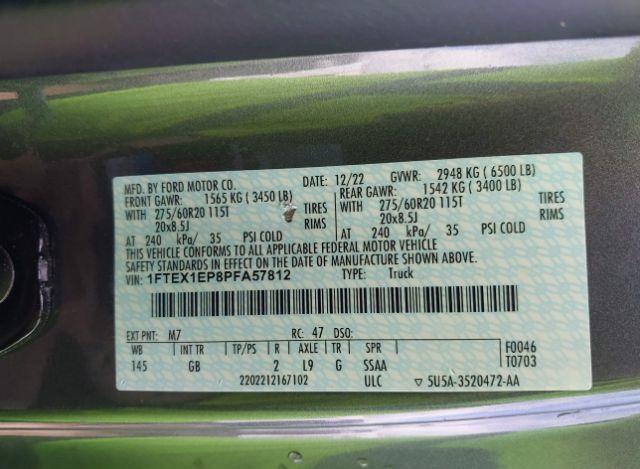 MFD. BY FORD MOTOR CO.
DATE: 12/22 GVWR: 2948 KG ( 6500 LB)
FRONT GAWR: 1565 KG ( 3450 LB) REAR GAWR: 1542 KG ( 3400 LB)
WITH 275/60R20 115T TIRES WITH 275/60R20 115T TIRES
20x8.5J RIMS 20x8.5J RIMS
AT 240 kPa/ 35 PSI COLD AT 240 kPa/ 35 PSI COLD
THIS VEHICLE CONFORMS TO ALL APPLICABLE FEDERAL MOTOR VEHICLE
SAFETY STANDARDS IN EFFECT ON THE DATE OF MANUFACTURE SHOWN ABOVE.
VIN: 1FTEX1EP8PFA57812 TYPE: Truck
EXT PNT: M7 RC: 47 DSO:
WB INT TR TP/PS R AXLE TR SPR F0046
145 GB 2 L9 G SSAA T0703
2202212167102 ULC ▽ 5U5A-3520472-AA